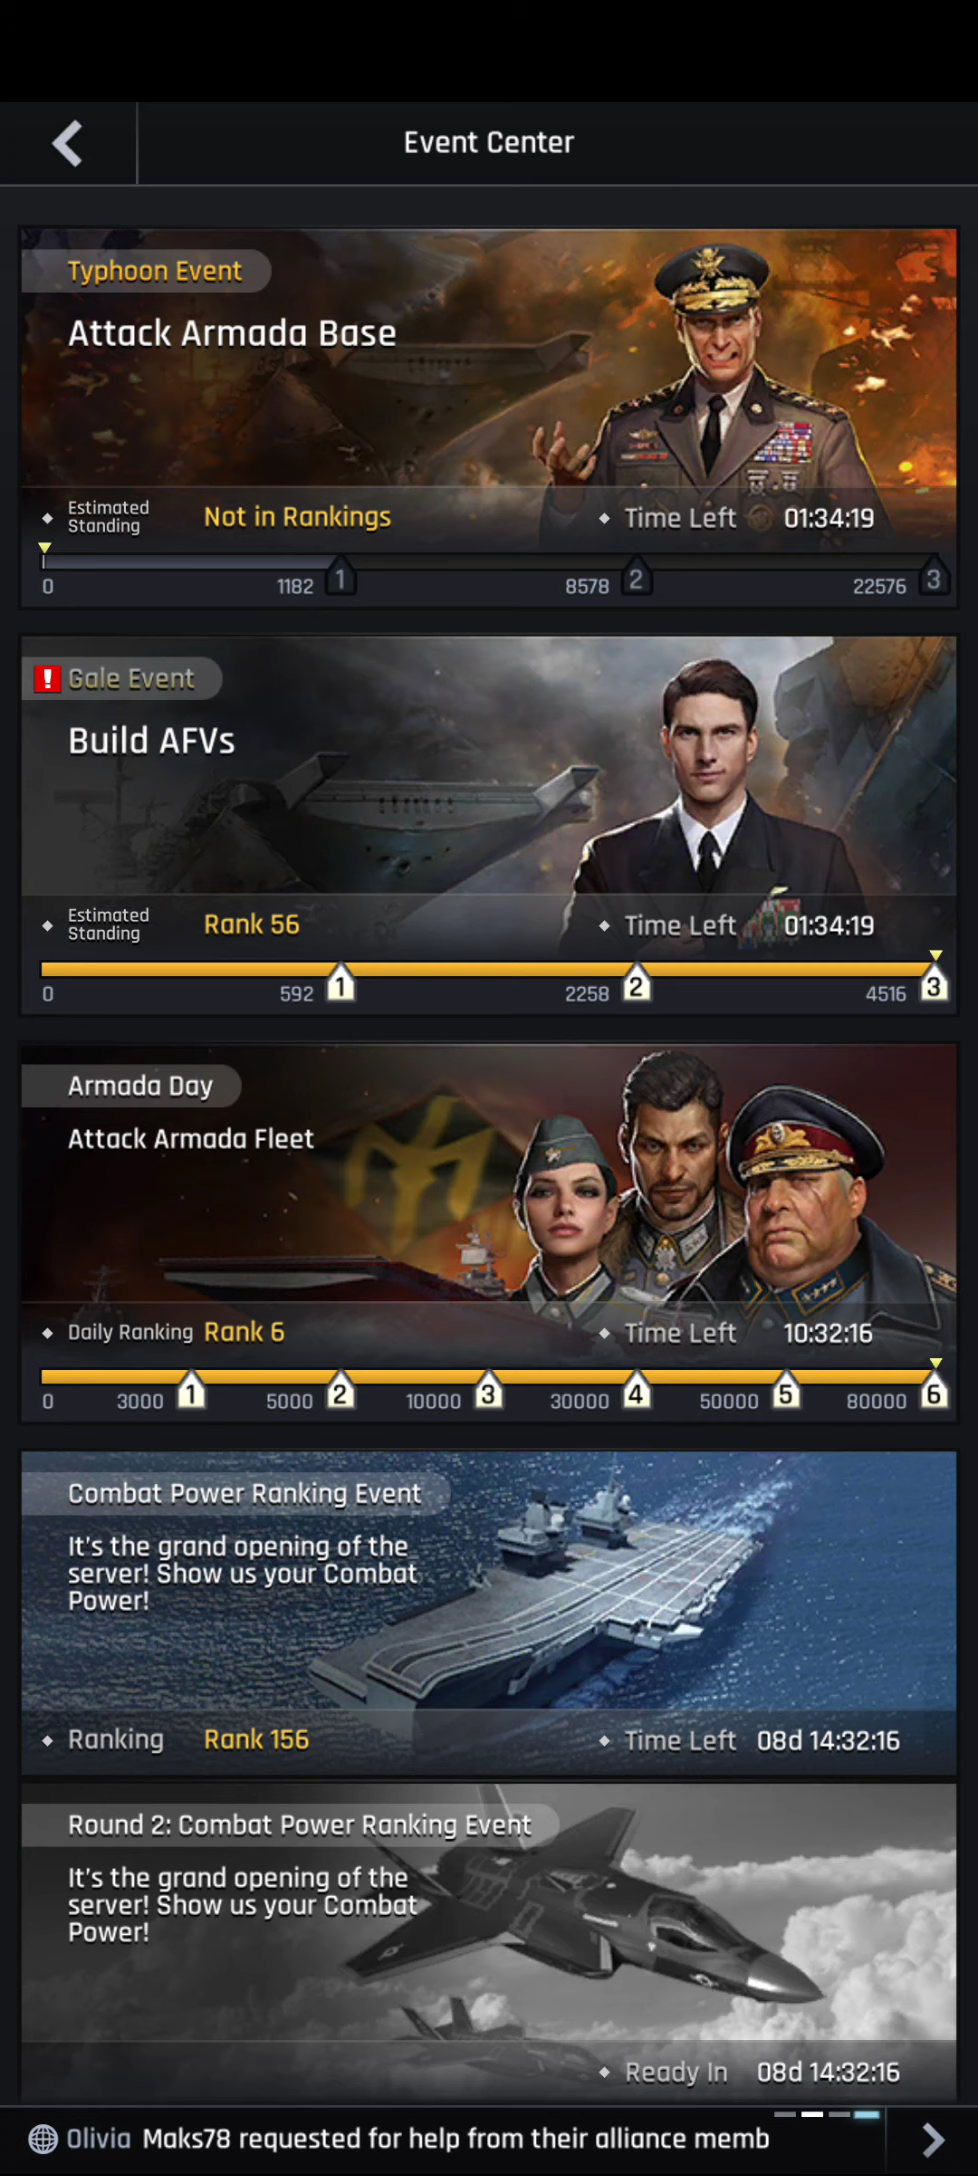 Event Center
Typhoon Event
Attack Armada Base
Estimated
Standing
Not in Rankings
Time Left
01:34:19
0
1182
1
8578
2
22576
3
!
Gale Event
Build AFVs
Estimated
Standing
Rank 56
Time Left
01:34:19
0
592
1
2258
2
4516
3
Armada Day
Attack Armada Fleet
Daily Ranking
Rank 6
Time Left
10:32:16
0
3000
1
5000
2
10000
3
30000
4
50000
5
80000
6
Combat Power Ranking Event
It's the grand opening of the
server! Show us your Combat
Power!
Ranking
Rank 156
Time Left
08d 14:32:16
Round 2: Combat Power Ranking Event
It's the grand opening of the
server! Show us your Combat
Power!
Ready In
08d 14:32:16
Olivia Maks78 requested for help from their alliance memb